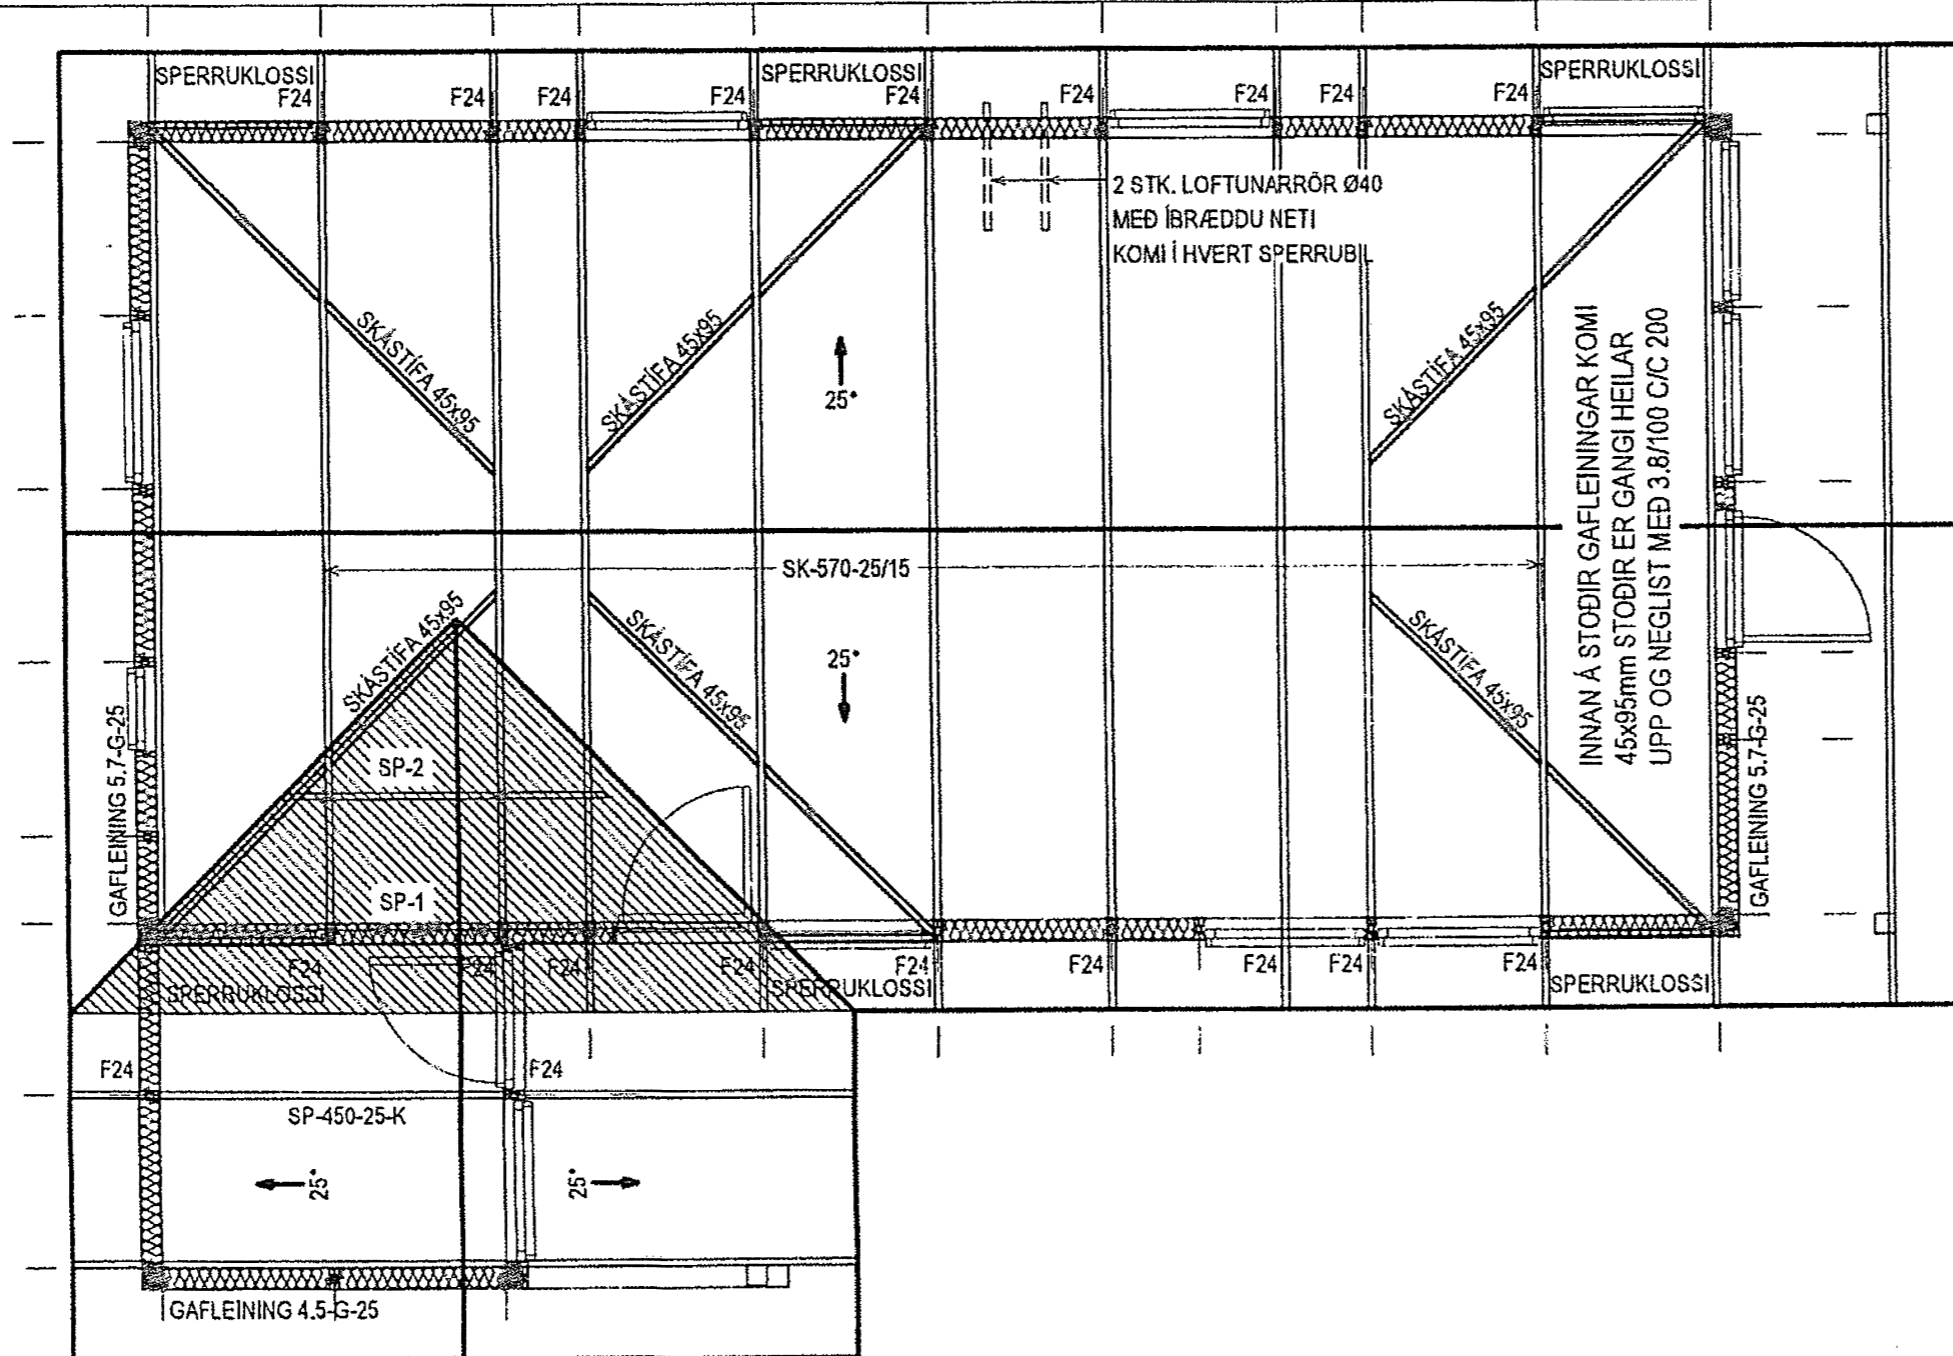 SPERRUKLOSSI
SPERRUKLOSSI
SPERRUKLOSSI
F24
F24
F24
F24
F24
F24
F24
F24
F24
2 STK. LOFTUNARRÖR Ø40
MEÐ ÍBRÆDDU NETI
KOMI Í HVERT SPERRUBIL
SKÁSTÍFA 45x95
SKÁSTÍFA 45x95
SKÁSTÍFA 45x95
25°
INNAN Á STOÐIR GAFLEININGAR KOMI
45x95mm STOÐIR ER GANGI HEILAR
UPP OG NEGLIST MEÐ 3.8/100 C/C 200
SK-570-25/15
SKÁSTÍFA 45x95
SKÁSTÍFA 45x95
SKÁSTÍFA 45x95
25°
GAFLEINING 5.7-G-25
SP-2
SP-1
GAFLEINING 5.7-G-25
F24
F24
F24
F24
F24
F24
F24
F24
F24
SPERRUKLOSSI
SPERRUKLOSSI
SPERRUKLOSSI
F24
F24
SP-450-25-K
25°
25°
GAFLEINING 4.5-G-25